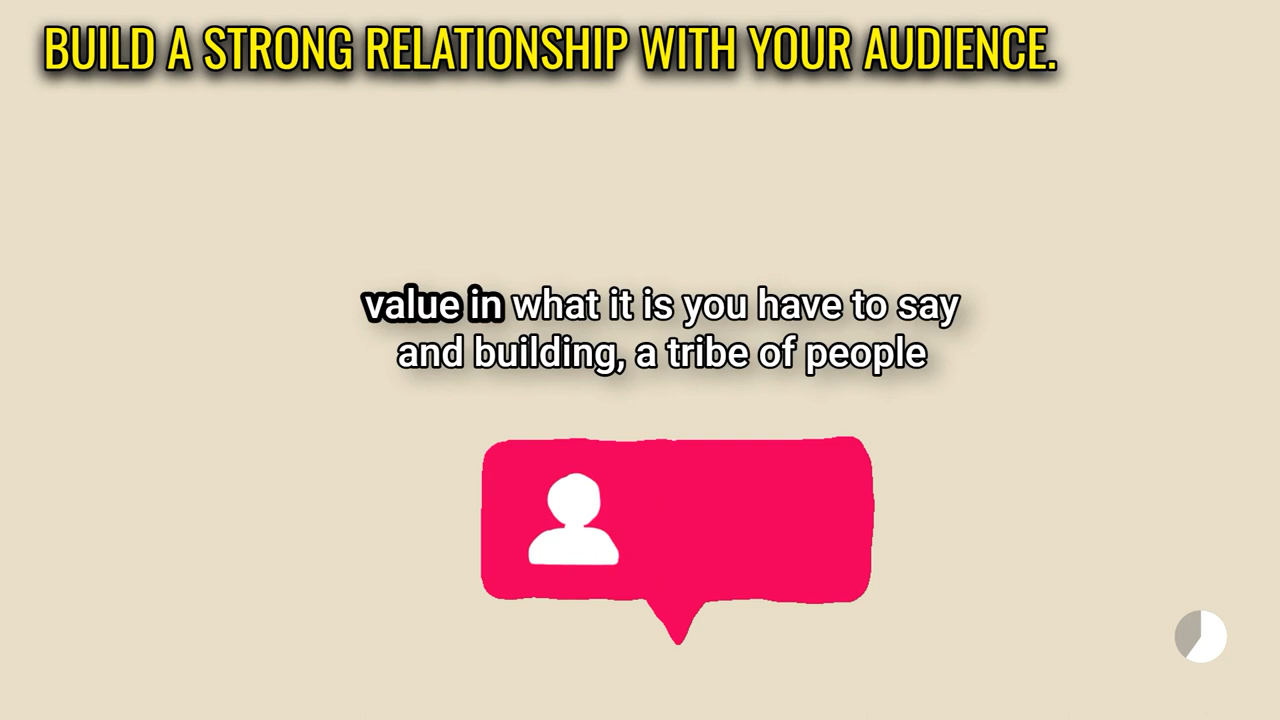 BUILD A STRONG RELATIONSHIP WITH YOUR AUDIENCE.
value in what it is you have to say
and building, a tribe of people